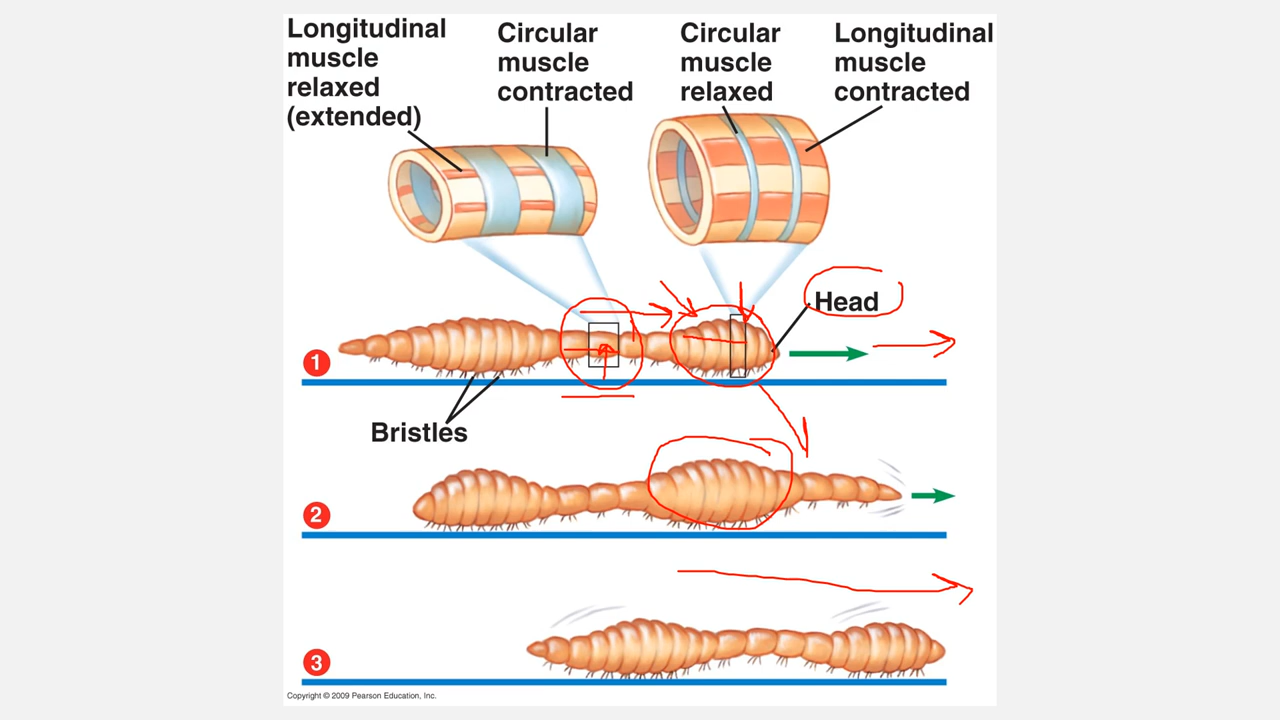 Longitudinal
muscle
relaxed
(extended)
Circular
muscle
contracted
Circular
muscle
relaxed
Longitudinal
muscle
contracted
Head
1
Bristles
2
3
Copyright © 2009 Pearson Education, Inc.